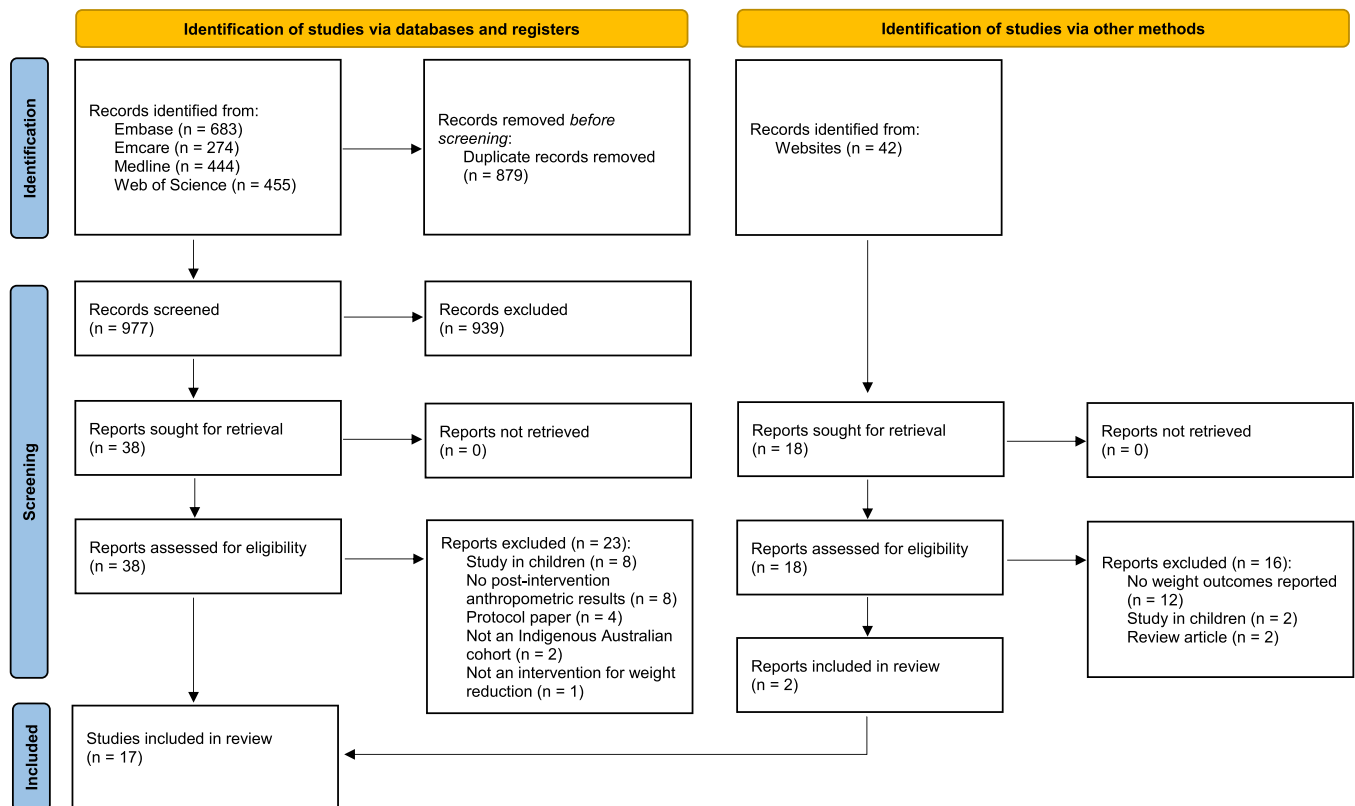 Identification of studies via databases and registers
Identification of studies via other methods
Identification
Records identified from:
Embase (n = 683)
Emcare (n = 274)
Medline (n = 444)
Web of Science (n = 455)
Records removed before
screening:
Duplicate records removed
(n = 879)
Records identified from:
Websites (n = 42)
Screening
Records screened
(n = 977)
Records excluded
(n = 939)
Reports sought for retrieval
(n = 38)
Reports not retrieved
(n = 0)
Reports sought for retrieval
(n = 18)
Reports not retrieved
(n = 0)
Reports assessed for eligibility
(n = 38)
Reports excluded (n = 23):
Study in children (n = 8)
No post-intervention
anthropometric results (n = 8)
Protocol paper (n = 4)
Not an Indigenous Australian
cohort (n = 2)
Not an intervention for weight
reduction (n = 1)
Reports assessed for eligibility
(n = 18)
Reports excluded (n = 16):
No weight outcomes reported
(n = 12)
Study in children (n = 2)
Review article (n = 2)
Reports included in review
(n = 2)
Included
Studies included in review
(n = 17)